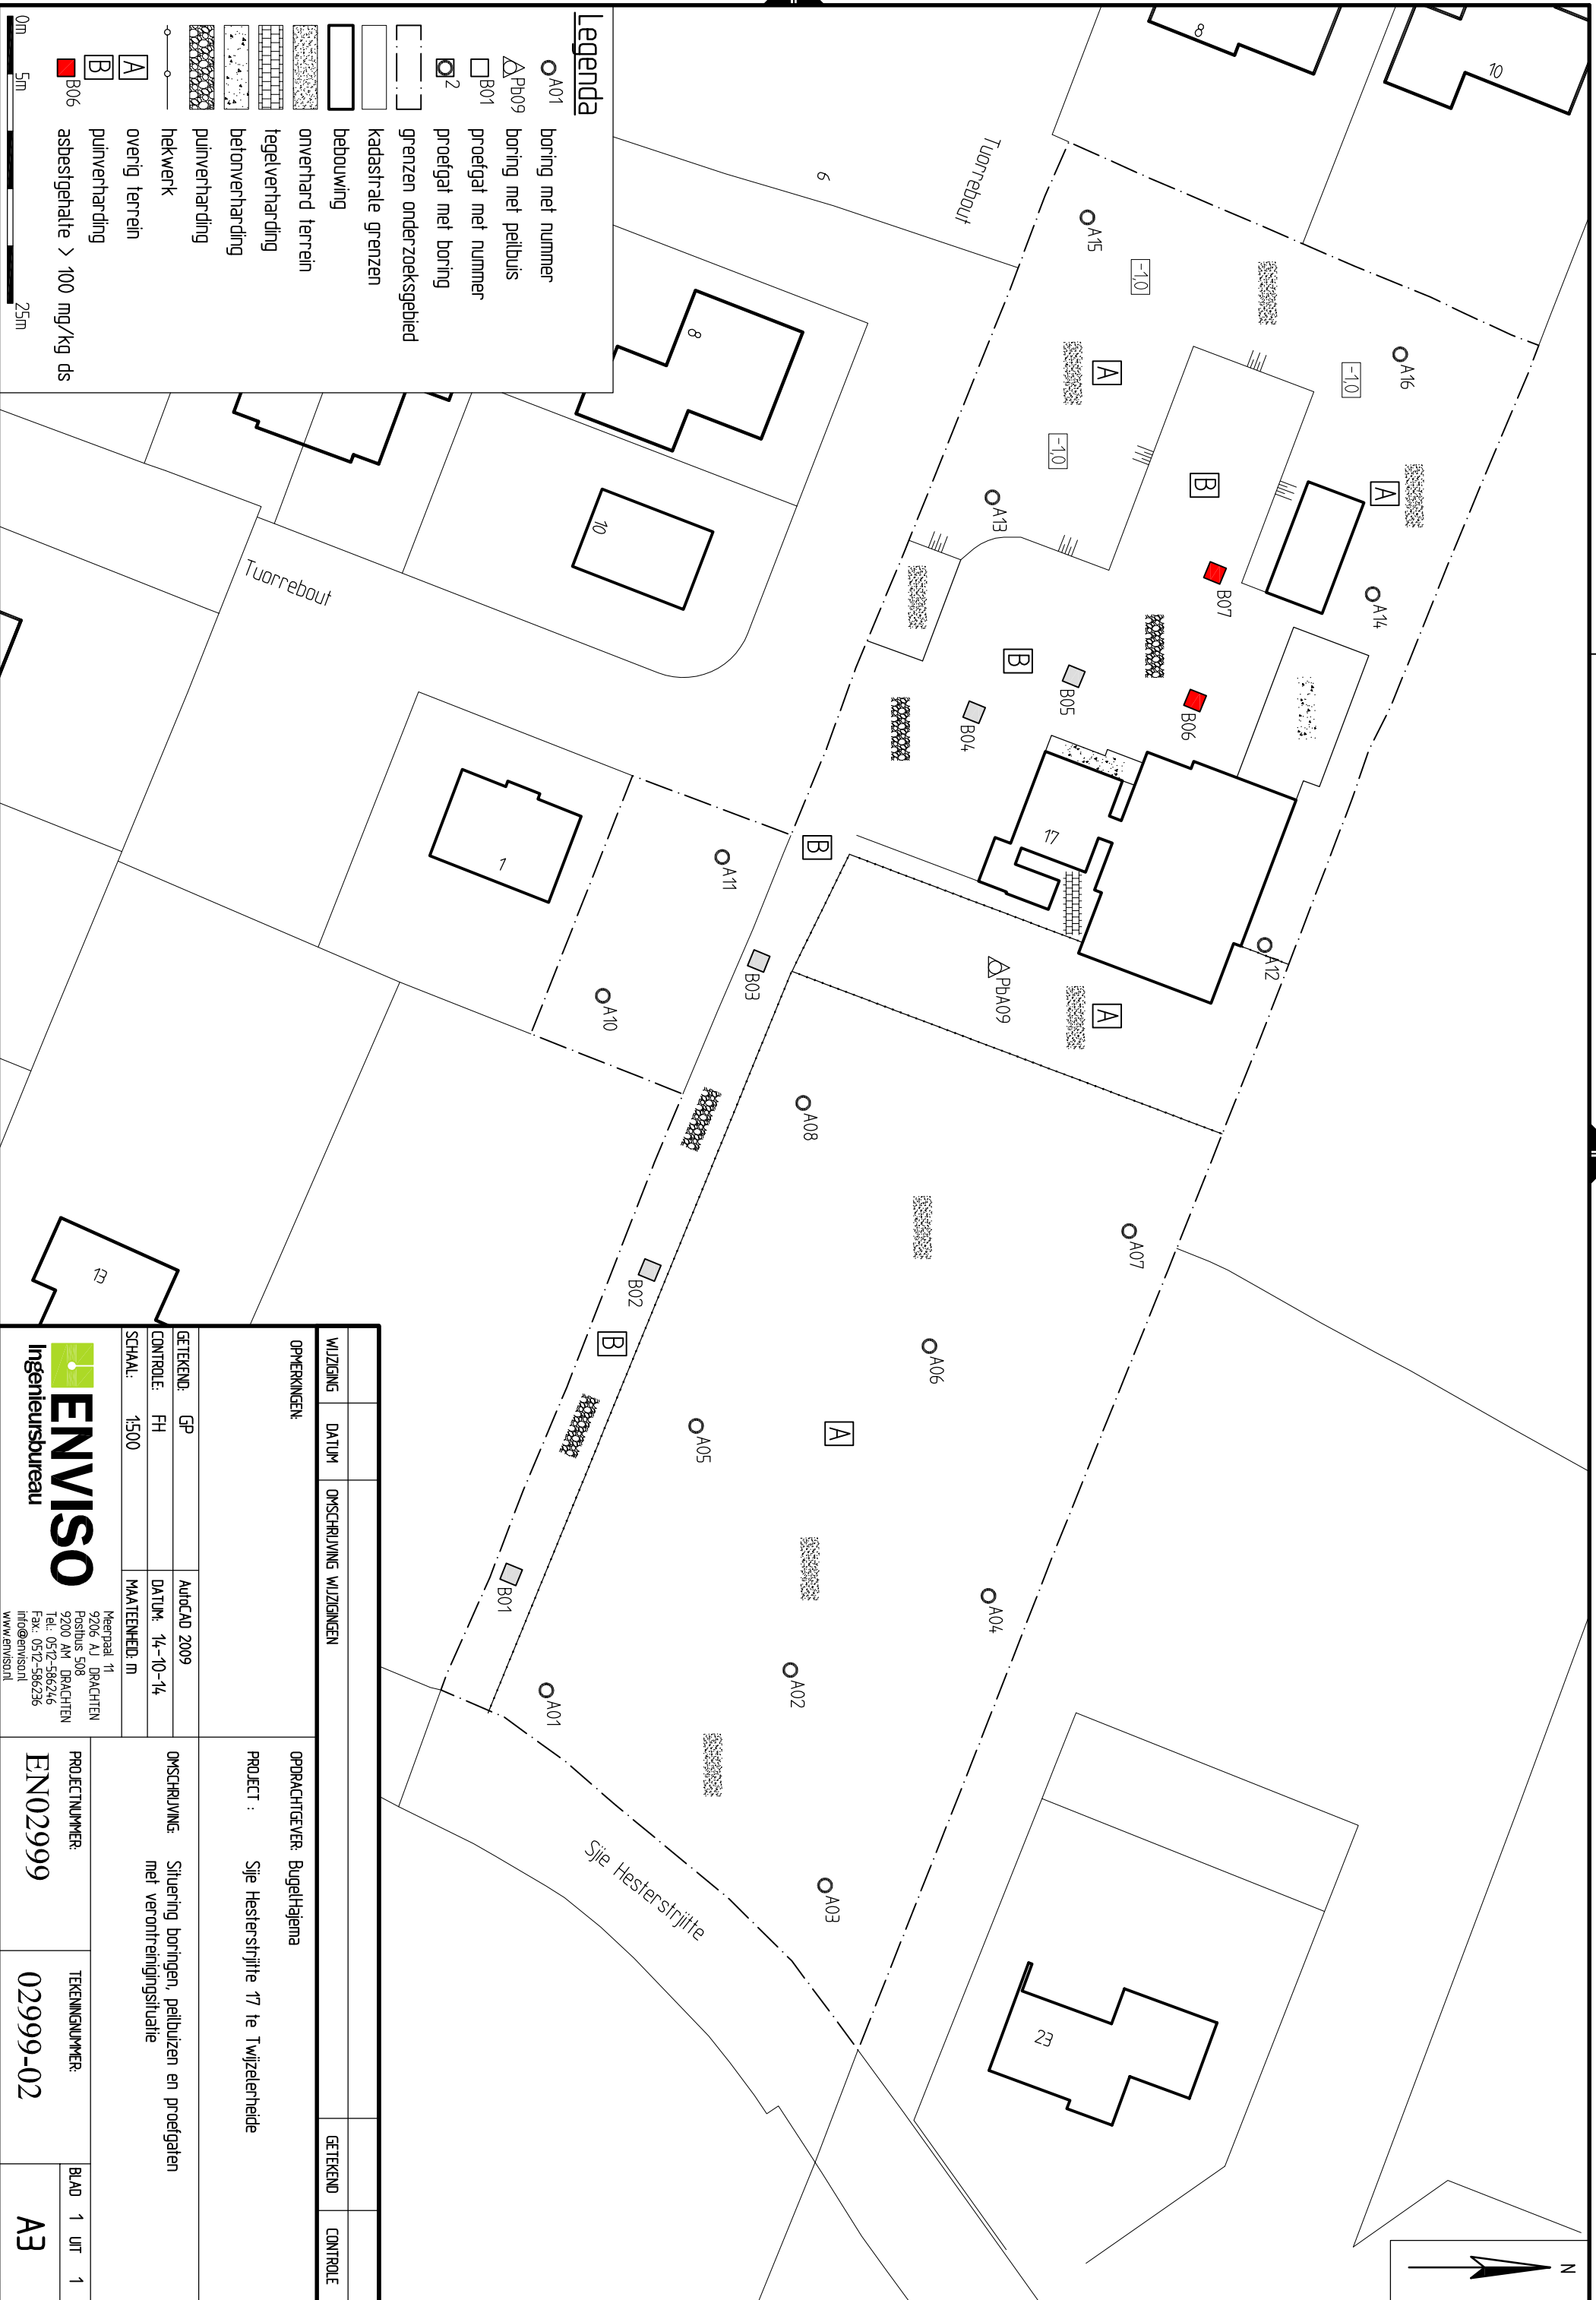 Legenda
A01 boring met nummer
Pb09 boring met peilbuis
B01 proefgat met nummer
2 proefgat met boring
grenzen onderzoeksgebied
kadastrale grenzen
bebouwing
onverhard terrein
tegelverharding
betonverharding
puinverharding
hekwerk
A overig terrein
B puinverharding
B06 asbestgehalte > 100 mg/kg ds
0m 5m 25m
8
10
Tuorrebout
6
A15
-1,0
A16
-1,0
A
-1,0
A
B
A13
A14
B07
B
B05
B06
B04
8
10
Tuorrebout
17
B
A11
1
A12
B03
PbA09
A
A10
A08
A07
B02
13
B
A06
A05
A
B01
A04
A02
A01
A03
Sjie Hesterstrjitte
23
N
WIJZIGING DATUM OMSCHRIJVING WIJZIGINGEN GETEKEND CONTROLE
OPMERKINGEN:
OPDRACHTGEVER: BugelHajema
PROJECT : Sjie Hesterstrjitte 17 te Twijzelerheide
GETEKEND: GP AutoCAD 2009
CONTROLE: FH DATUM: 14-10-14
SCHAAL: 1:500 MAATEENHEID: m
OMSCHRIJVING: Situering boringen, peilbuizen en proefgaten
met verontreinigingsituatie
ENVISO
Ingenieursbureau
Meerpaal 11
9206 AJ DRACHTEN
Postbus 508
9200 AM DRACHTEN
Tel.: 0512-586246
Fax.: 0512-586236
info@enviso.nl
www.enviso.nl
PROJECTNUMMER:
EN02999
TEKENINGNUMMER:
02999-02
BLAD 1 UIT 1
A3